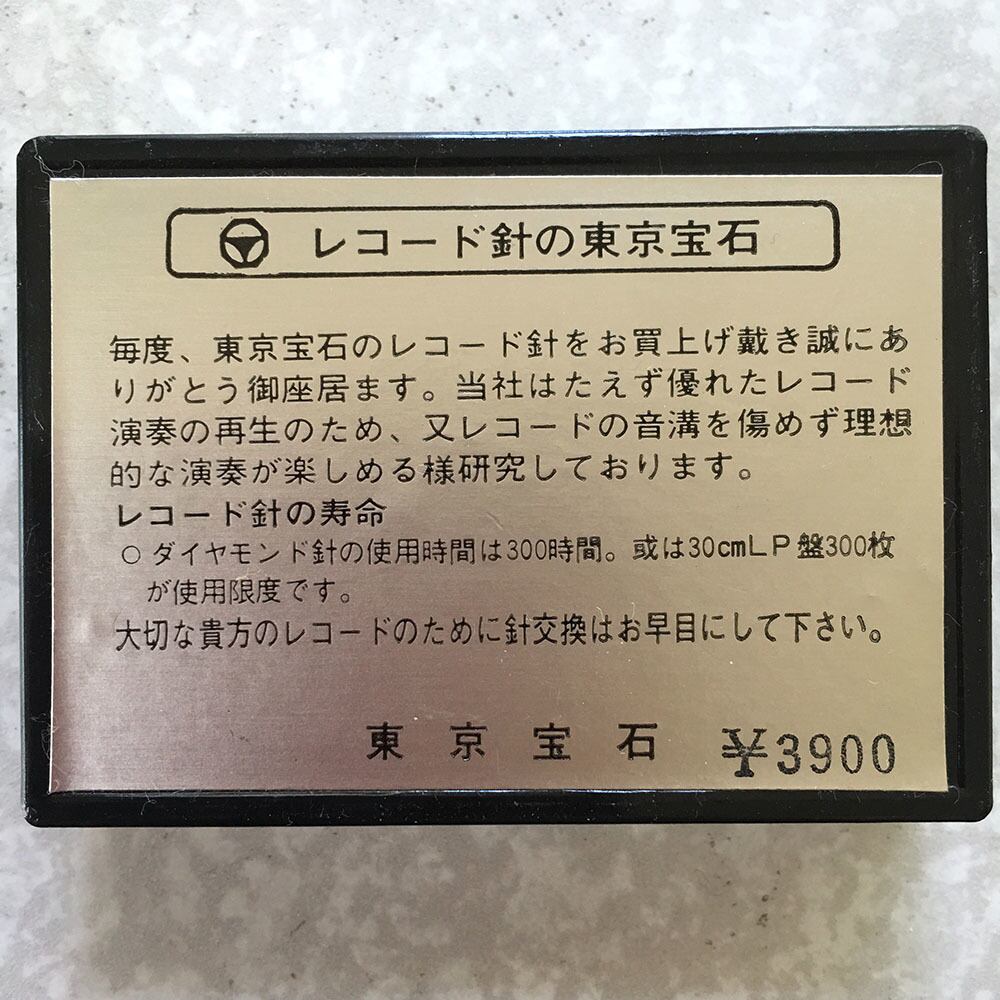 レコード針の東京宝石
毎度、東京宝石のレコード針をお買上げ戴き誠にあ
りがとう御座居ます。当社はたえず優れたレコード
演奏の再生のため、又レコードの音溝を傷めず理想
的な演奏が楽しめる様研究しております。
レコード針の寿命
○ ダイヤモンド針の使用時間は300時間。或は30cmLP盤300枚
が使用限度です。
大切な貴方のレコードのために針交換はお早目にして下さい。
東京宝石 ¥3900